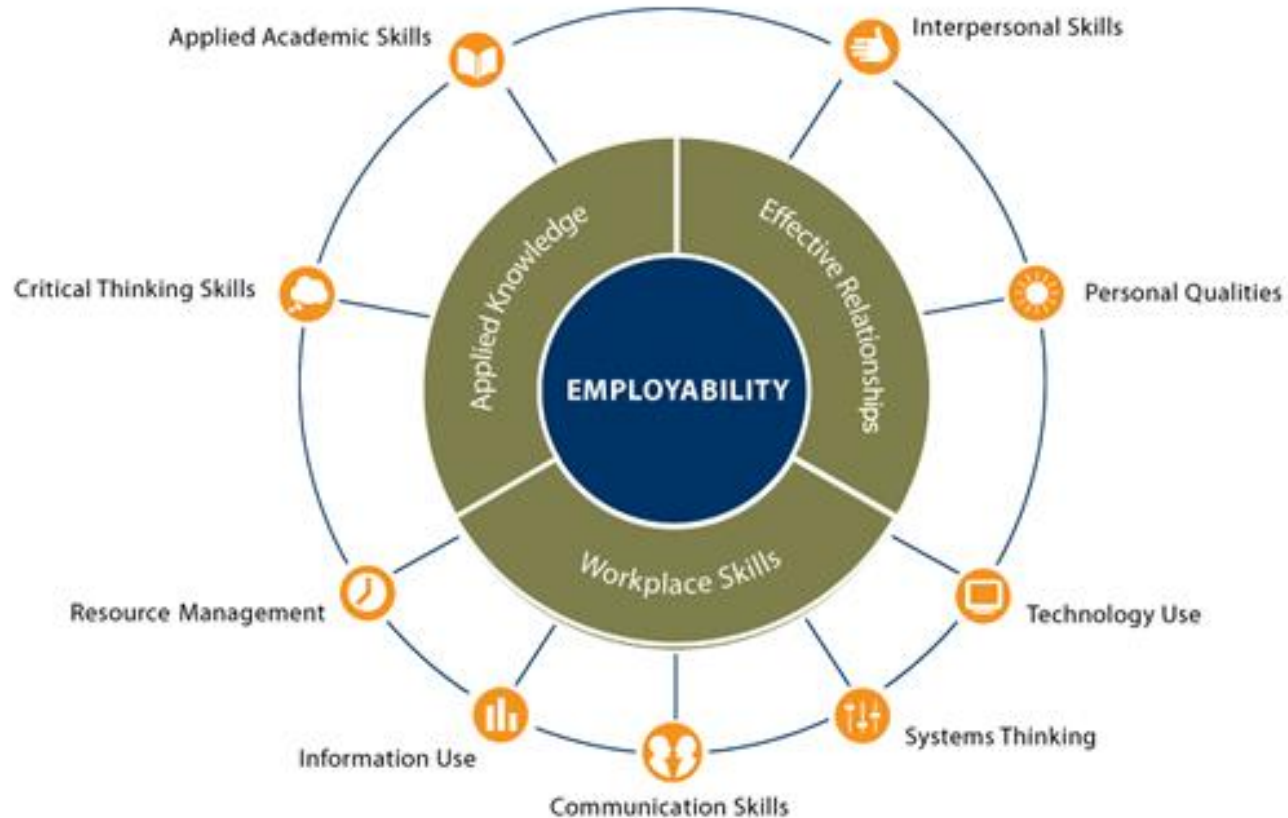 Applied Academic Skills
Interpersonal Skills
Critical Thinking Skills
Personal Qualities
Applied Knowledge
Effective Relationships
EMPLOYABILITY
Workplace Skills
Resource Management
Technology Use
Information Use
Systems Thinking
Communication Skills